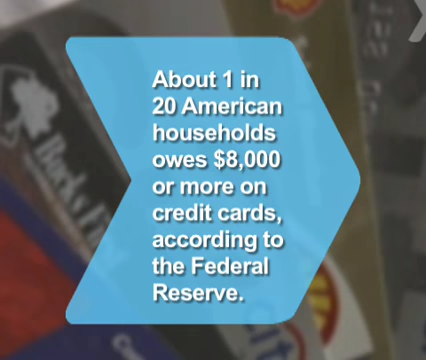 About 1 in
20 American
households
owes $8,000
or more on
credit cards,
according to
the Federal
Reserve.